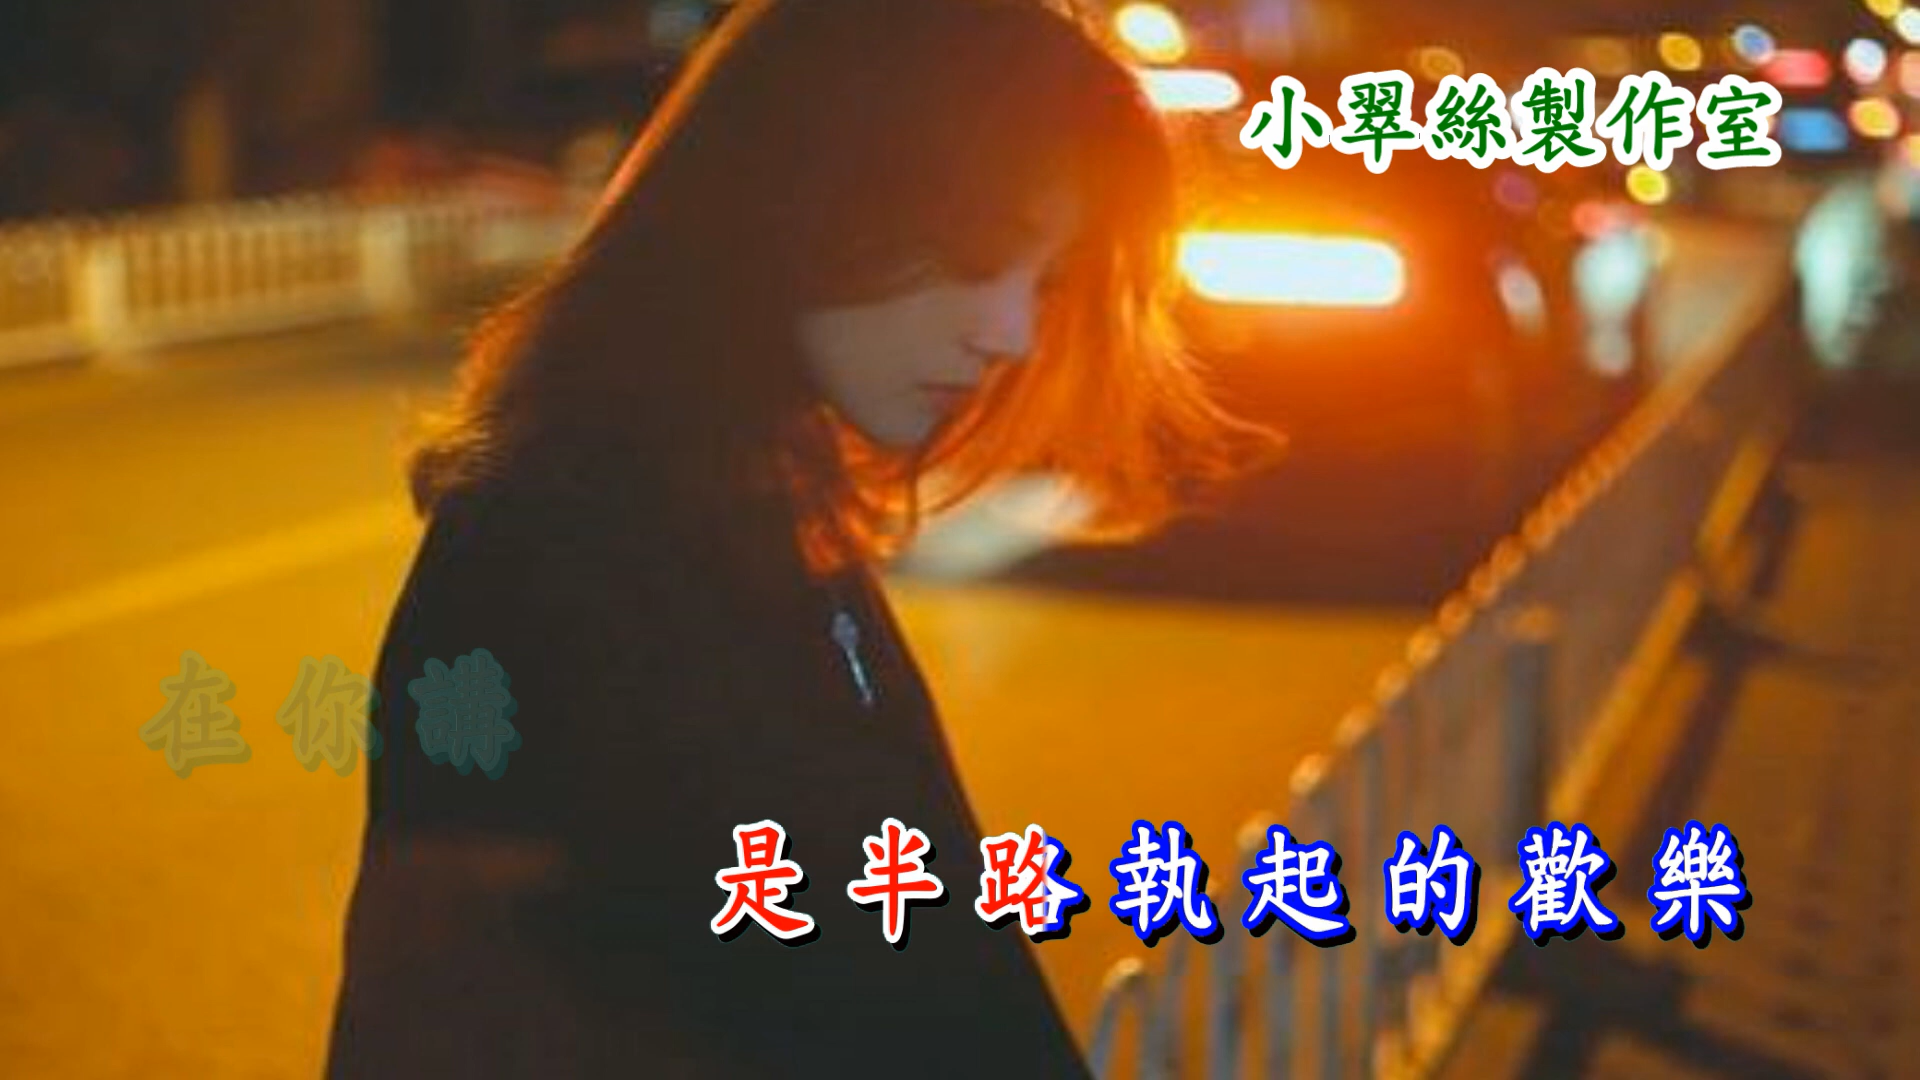 小翠絲製作室
在你講
是半路執起的歡樂